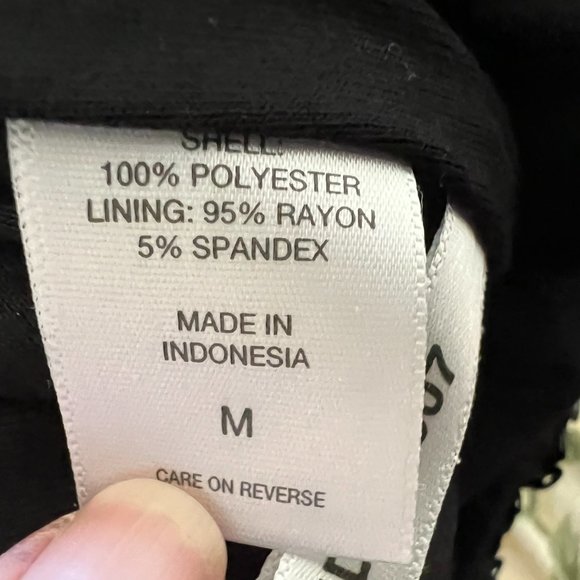 SHELL:
100% POLYESTER
LINING: 95% RAYON
5% SPANDEX
MADE IN
INDONESIA
M
CARE ON REVERSE